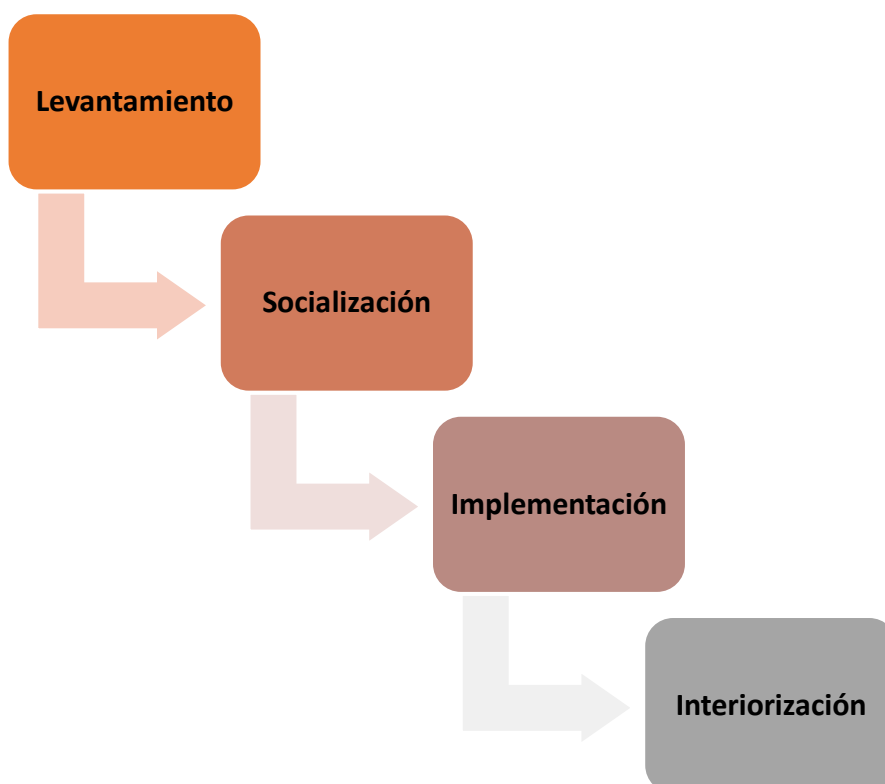 Levantamiento
Socialización
Implementación
Interiorización